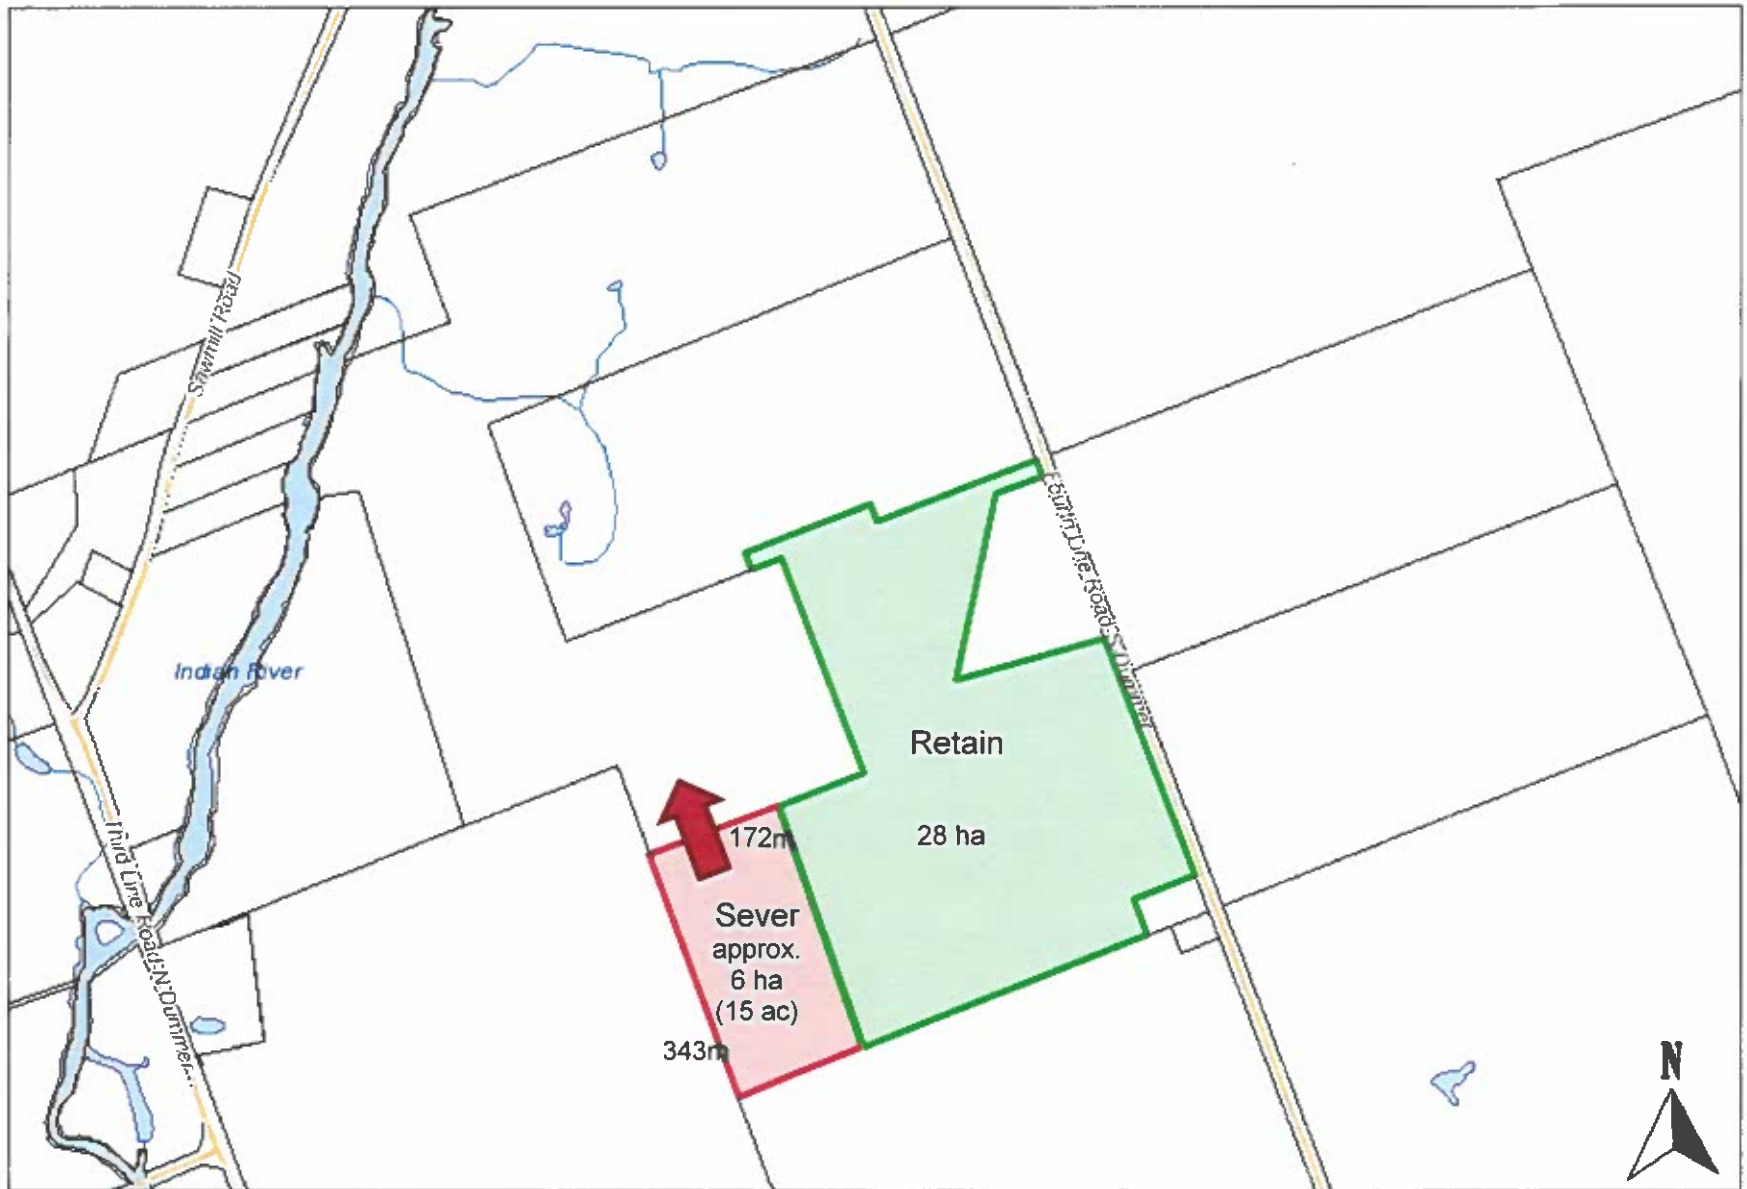 Sawmill Road
Fourth Line Road S Dummer
Indian River
Retain
28 ha
172m
Sever
approx.
6 ha
(15 ac)
343m
Third Line Road N Dummer
N